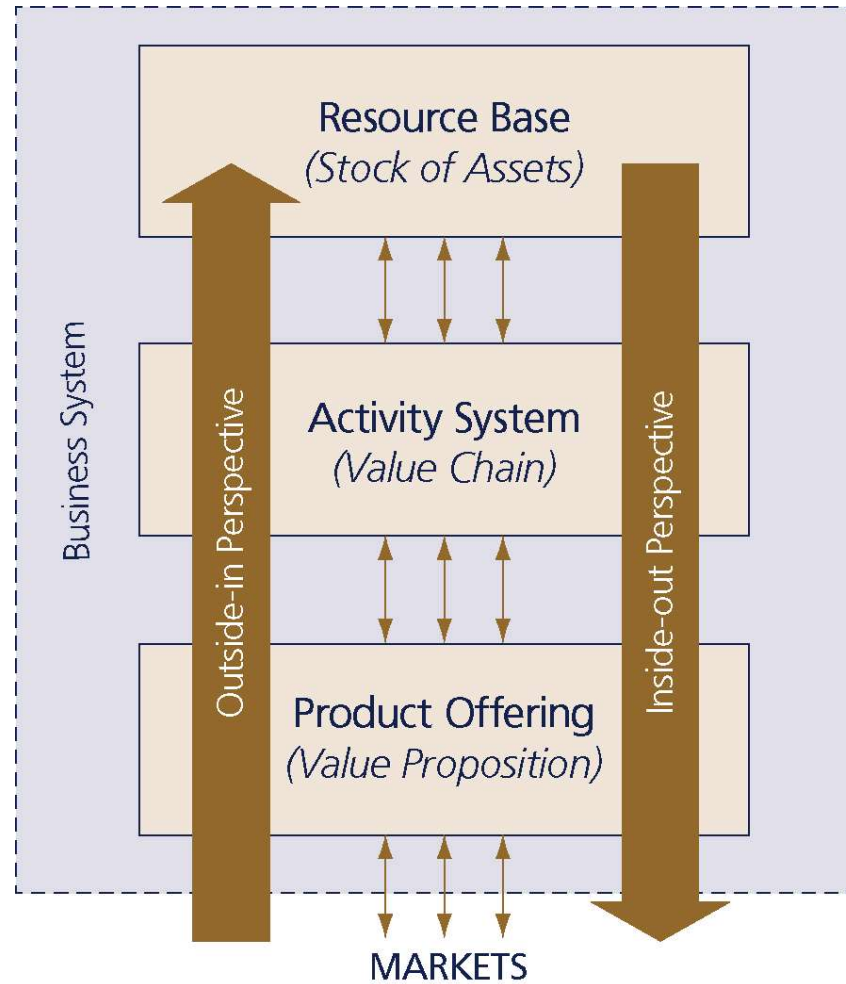 Resource Base
(Stock of Assets)
Activity System
(Value Chain)
Product Offering
(Value Proposition)
Business System
Outside-in Perspective
Inside-out Perspective
MARKETS